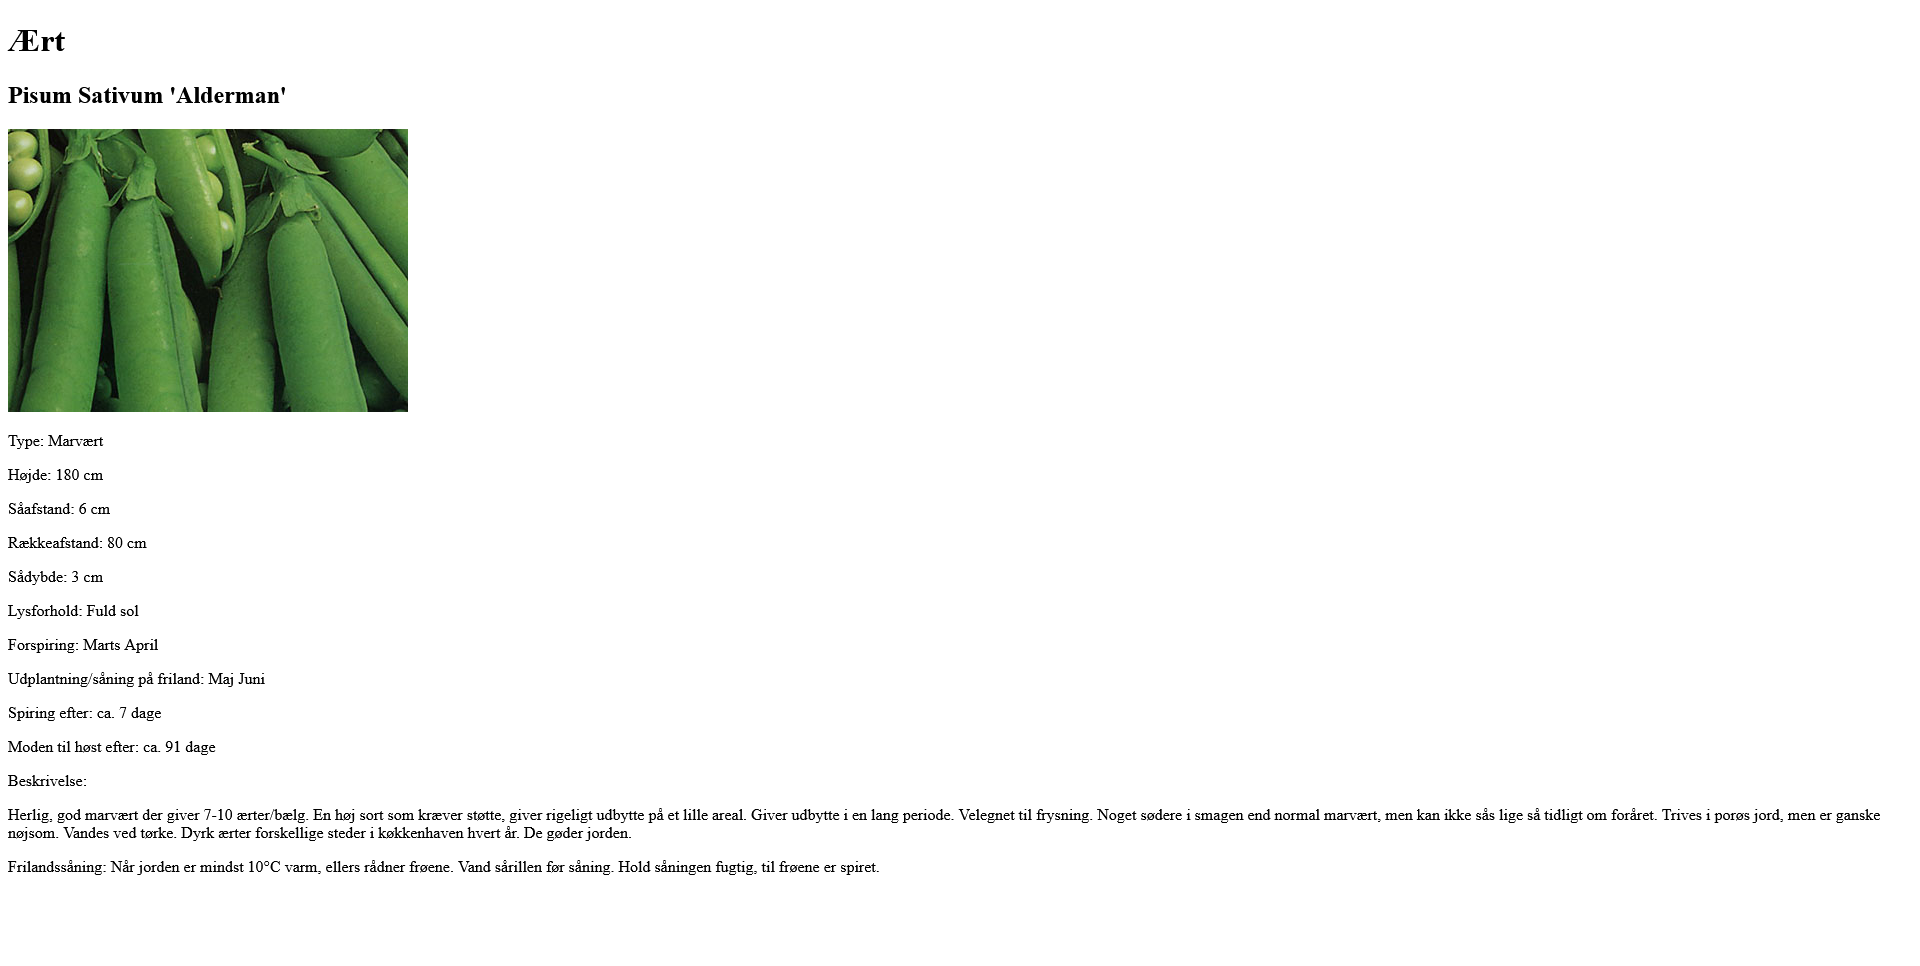 Ært
Pisum Sativum 'Alderman'
Type: Marvært
Højde: 180 cm
Såafstand: 6 cm
Rækkeafstand: 80 cm
Sådybde: 3 cm
Lysforhold: Fuld sol
Forspiring: Marts April
Udplantning/såning på friland: Maj Juni
Spiring efter: ca. 7 dage
Moden til høst efter: ca. 91 dage
Beskrivelse:
Herlig, god marvært der giver 7-10 ærter/bælg. En høj sort som kræver støtte, giver rigeligt udbytte på et lille areal. Giver udbytte i en lang periode. Velegnet til frysning. Noget sødere i smagen end normal marvært, men kan ikke sås lige så tidligt om foråret. Trives i porøs jord, men er ganske
nøjsom. Vandes ved tørke. Dyrk ærter forskellige steder i køkkenhaven hvert år. De gøder jorden.
Frilandssåning: Når jorden er mindst 10°C varm, ellers rådner frøene. Vand sårillen før såning. Hold såningen fugtig, til frøene er spiret.